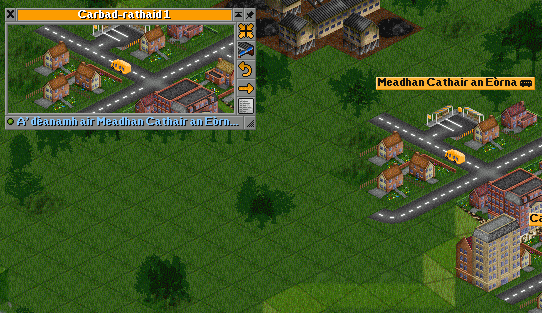 Carbad-rathaid 1
Meadhan Cathair an Eòrna
A' dèanamh air Meadhan Cathair an Eòrn...